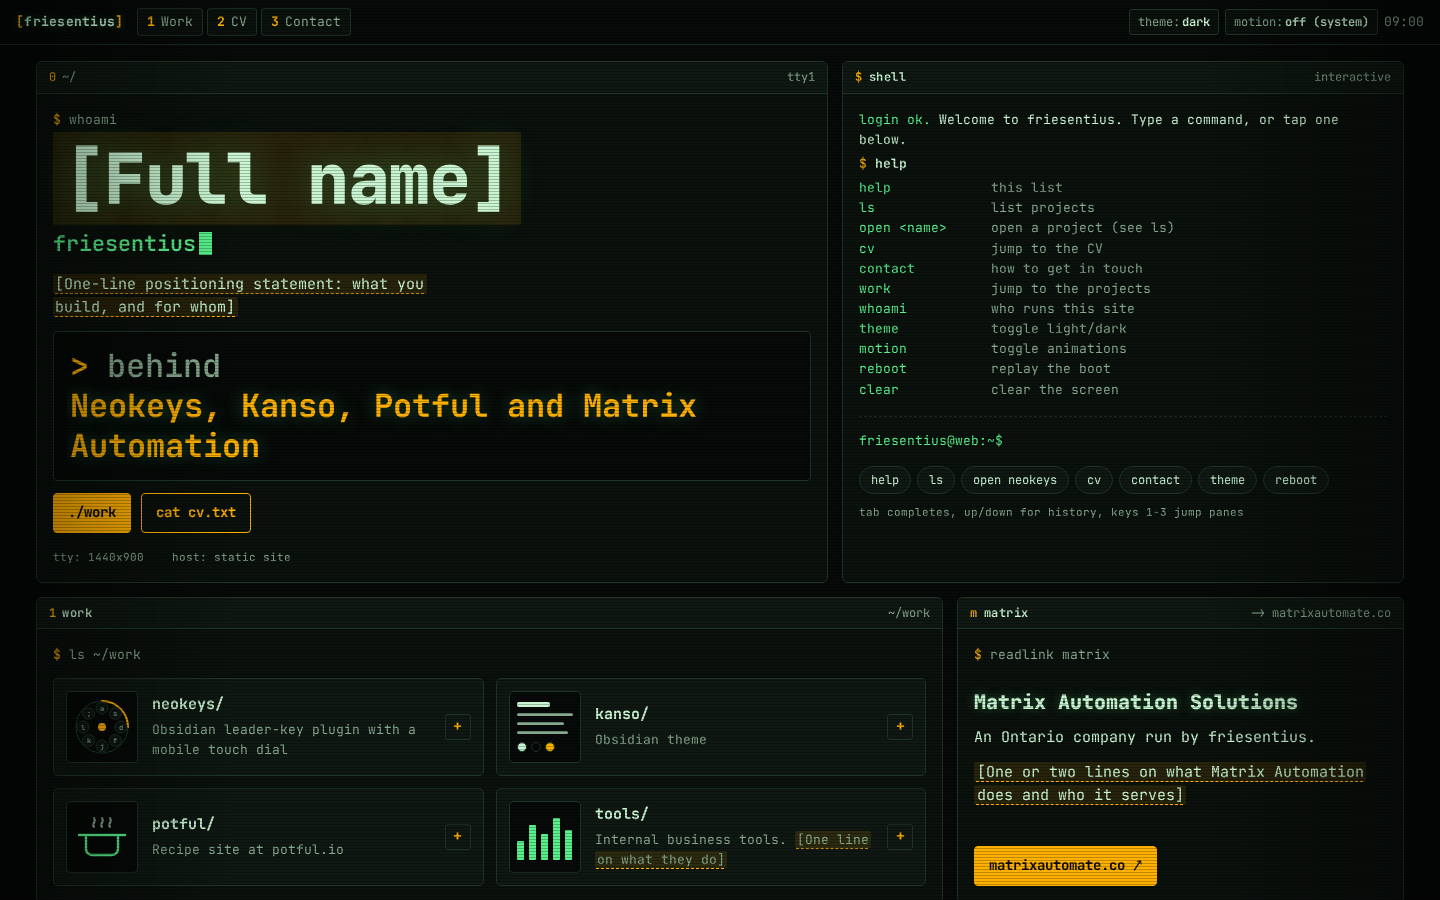 [friesentius]
1 Work
2 CV
3 Contact
theme: dark
motion: off (system)
09:00
0 ~/
tty1
$ whoami
[Full name]
friesentius
[One-line positioning statement: what you
build, and for whom]
> behind
Neokeys, Kanso, Potful and Matrix
Automation
./work
cat cv.txt
tty: 1440x900
host: static site
$ shell
interactive
login ok. Welcome to friesentius. Type a command, or tap one
below.
$ help
help this list
ls list projects
open <name> open a project (see ls)
cv jump to the CV
contact how to get in touch
work jump to the projects
whoami who runs this site
theme toggle light/dark
motion toggle animations
reboot replay the boot
clear clear the screen
friesentius@web:~$
help
ls
open neokeys
cv
contact
theme
reboot
tab completes, up/down for history, keys 1-3 jump panes
1 work
~/work
$ ls ~/work
neokeys/
Obsidian leader-key plugin with a
mobile touch dial
+
kanso/
Obsidian theme
+
potful/
Recipe site at potful.io
+
tools/
Internal business tools. [One line
on what they do]
+
m matrix
→ matrixautomate.co
$ readlink matrix
Matrix Automation Solutions
An Ontario company run by friesentius.
[One or two lines on what Matrix Automation
does and who it serves]
matrixautomate.co ↗